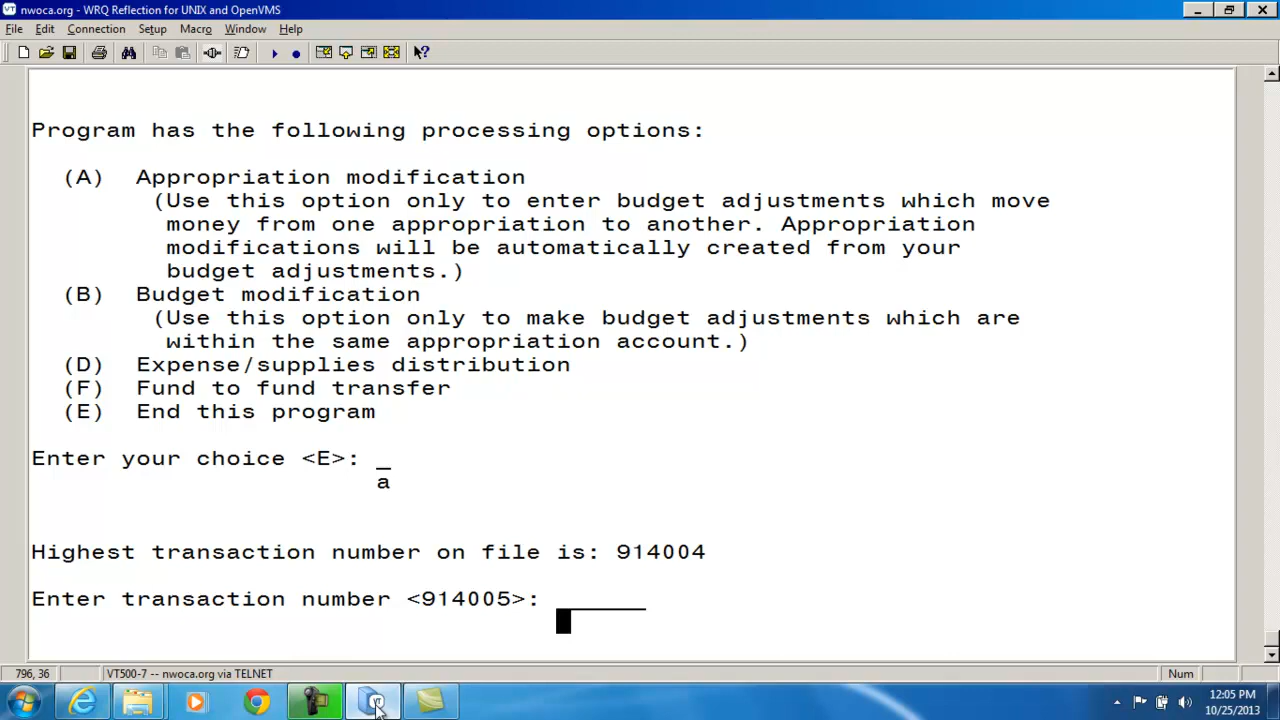 nwoca.org - WRQ Reflection for UNIX and OpenVMS
File Edit Connection Setup Macro Window Help
Program has the following processing options:
(A) Appropriation modification
(Use this option only to enter budget adjustments which move
money from one appropriation to another. Appropriation
modifications will be automatically created from your
budget adjustments.)
(B) Budget modification
(Use this option only to make budget adjustments which are
within the same appropriation account.)
(D) Expense/supplies distribution
(F) Fund to fund transfer
(E) End this program
Enter your choice <E>: _
a
Highest transaction number on file is: 914004
Enter transaction number <914005>: ______
796, 36 VT500-7 -- nwoca.org via TELNET Num
12:05 PM
10/25/2013